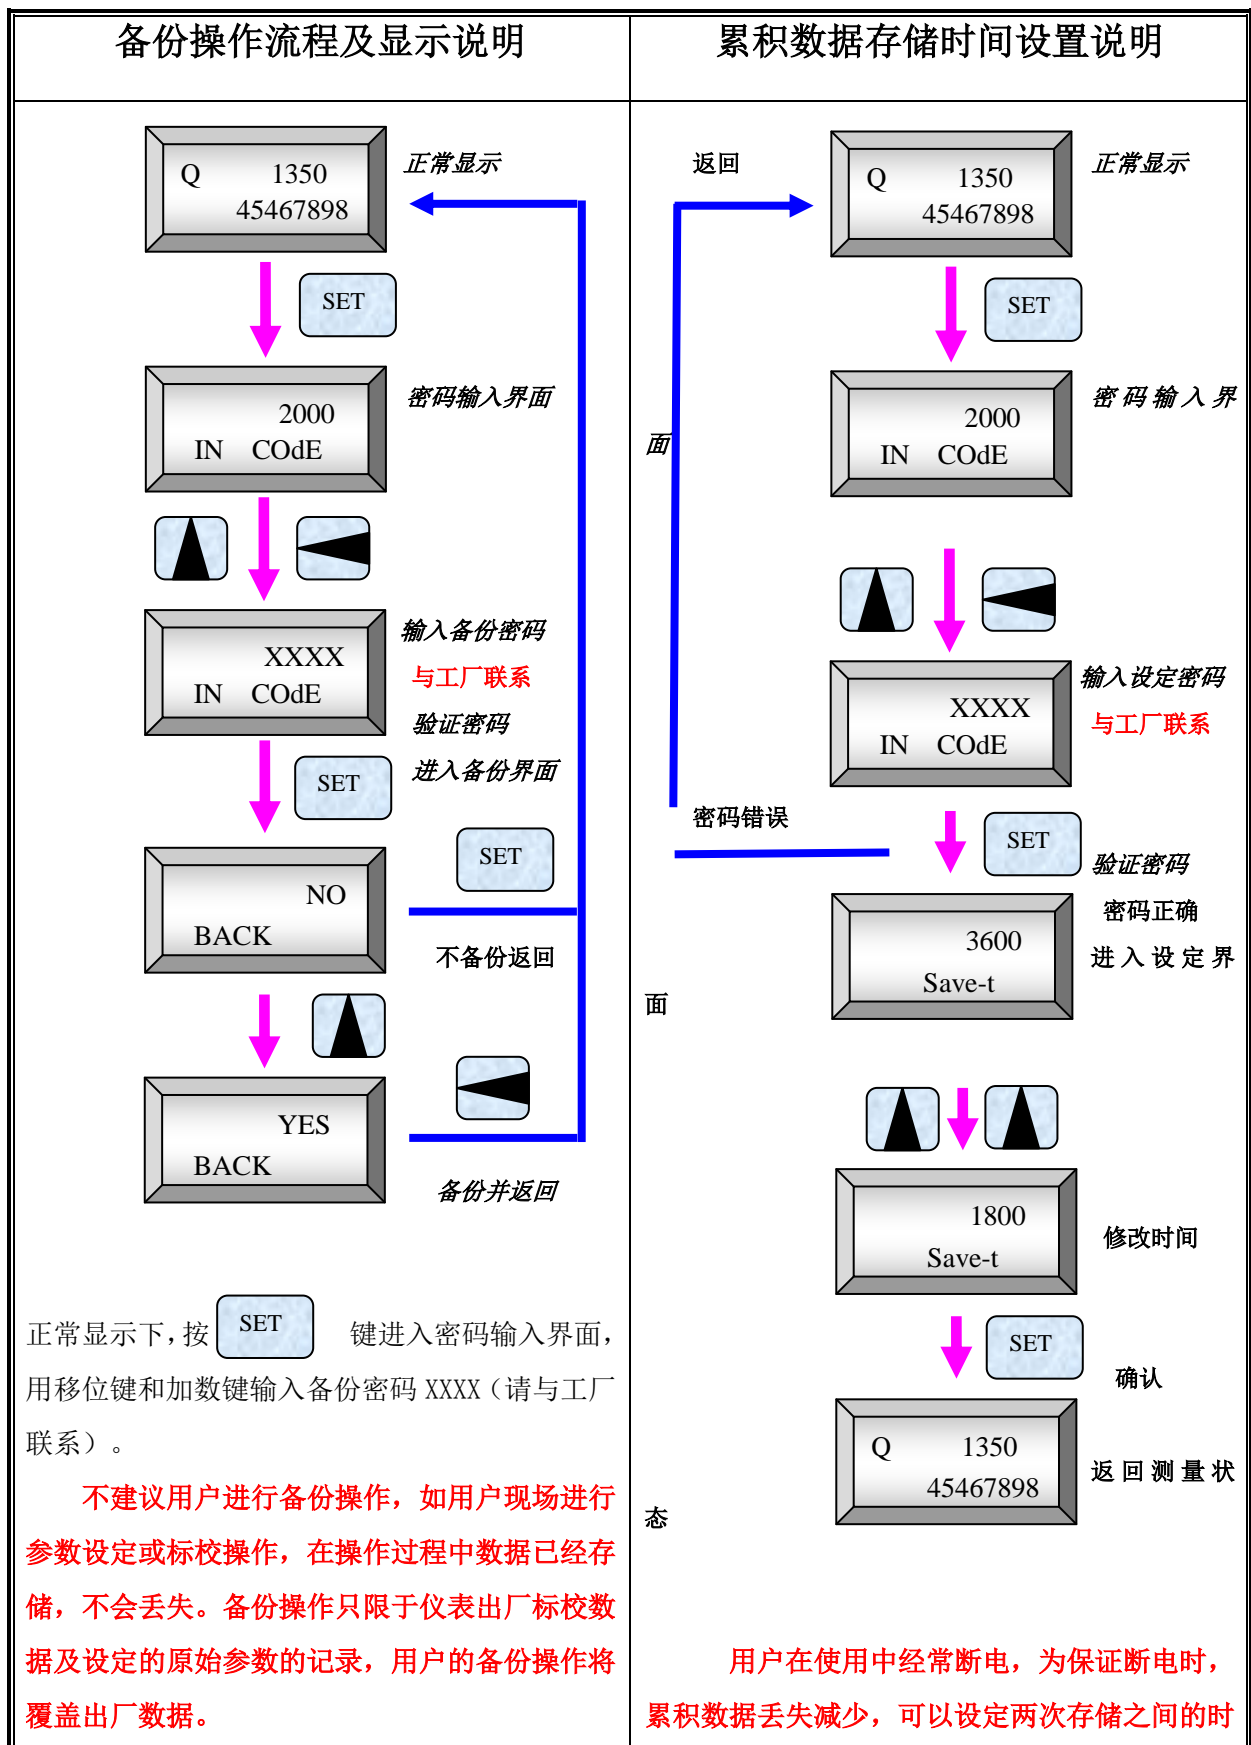 备份操作流程及显示说明
Q 1350
45467898
正常显示
SET
2000
IN COdE
密码输入界面
XXXX
IN COdE
输入备份密码
与工厂联系
验证密码
进入备份界面
SET
NO
BACK
SET
不备份返回
YES
BACK
备份并返回
正常显示下，按 SET 键进入密码输入界面，
用移位键和加数键输入备份密码 XXXX（请与工厂
联系）。
不建议用户进行备份操作，如用户现场进行
参数设定或标校操作，在操作过程中数据已经存
储，不会丢失。备份操作只限于仪表出厂标校数
据及设定的原始参数的记录，用户的备份操作将
覆盖出厂数据。
累积数据存储时间设置说明
返回
Q 1350
45467898
正常显示
SET
2000
IN COdE
密码输入界
面
XXXX
IN COdE
输入设定密码
与工厂联系
密码错误
SET
验证密码
密码正确
3600
Save-t
进入设定界
面
1800
Save-t
修改时间
SET
确认
Q 1350
45467898
返回测量状
态
用户在使用中经常断电，为保证断电时，
累积数据丢失减少，可以设定两次存储之间的时